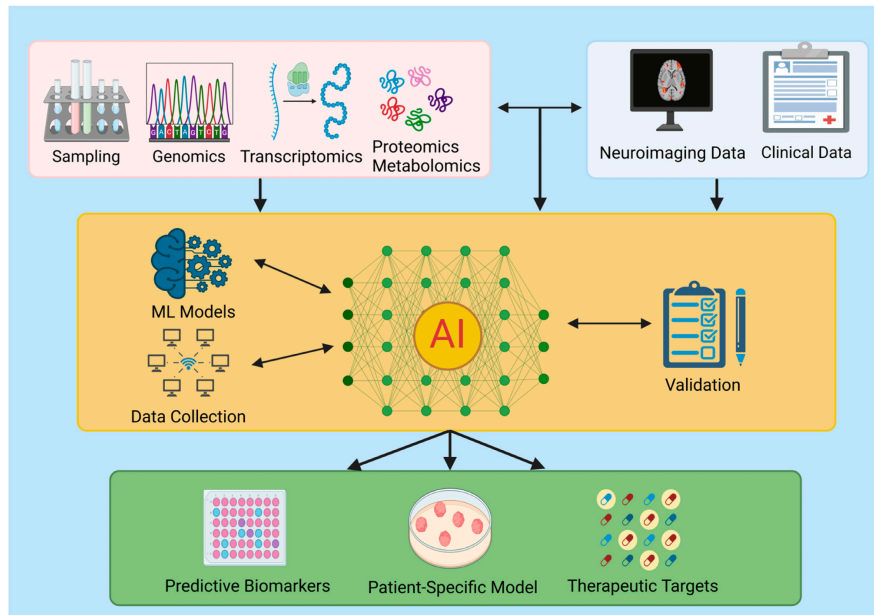 GACTAGTCTG
Sampling
Genomics
Transcriptomics
Proteomics
Metabolomics
Neuroimaging Data
Clinical Data
ML Models
AI
Data Collection
Validation
Predictive Biomarkers
Patient-Specific Model
Therapeutic Targets